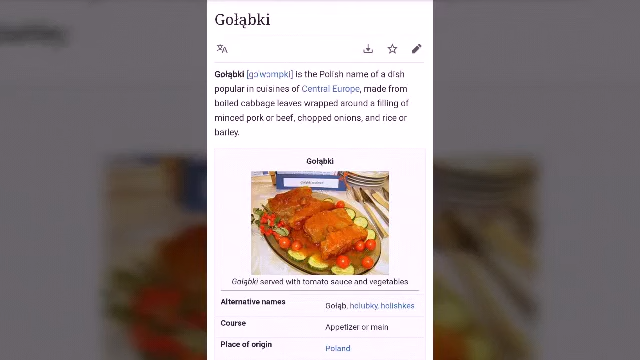 Gołąbki
Gołąbki [ɡɔˈwɔmpki] is the Polish name of a dish
popular in cuisines of Central Europe, made from
boiled cabbage leaves wrapped around a filling of
minced pork or beef, chopped onions, and rice or
barley.
Gołąbki
Gołąbki served with tomato sauce and vegetables
Alternative names
Gołąb, holubky, holishkes
Course
Appetizer or main
Place of origin
Poland